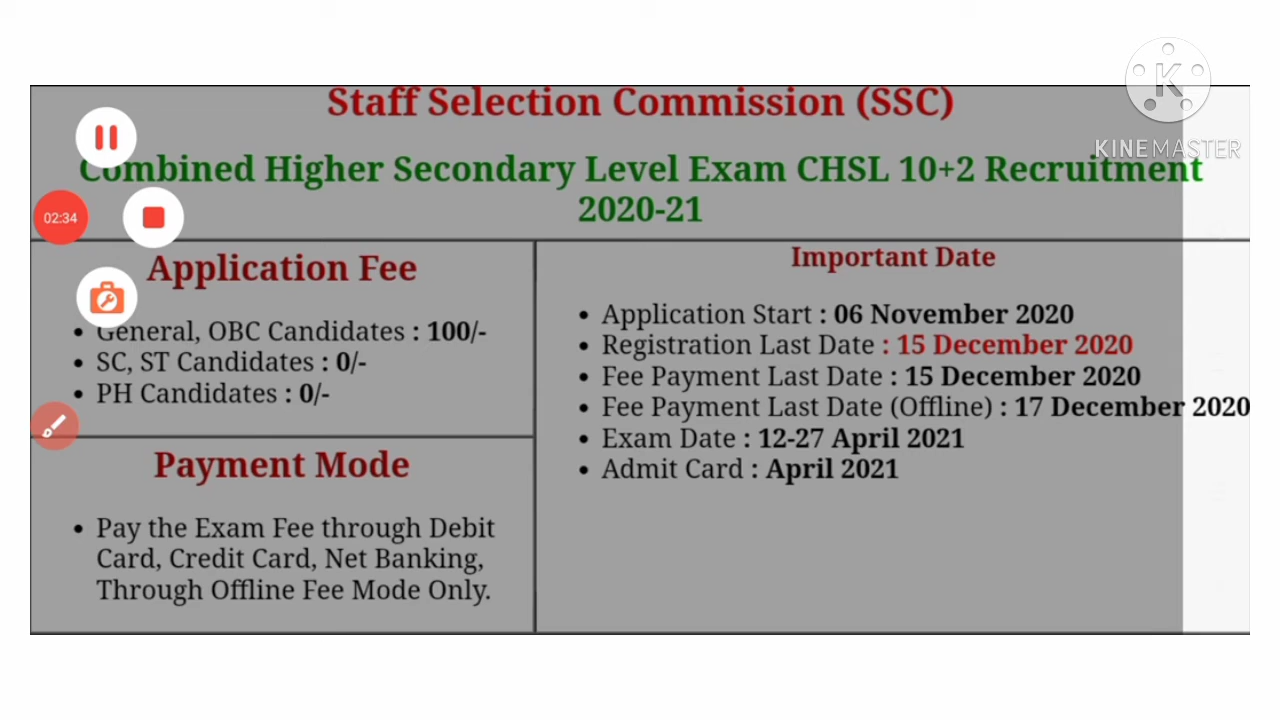 Staff Selection Commission (SSC)
Combined Higher Secondary Level Exam CHSL 10+2 Recruitment
2020-21
K
KINEMASTER
02:34
Application Fee
• General, OBC Candidates : 100/-
• SC, ST Candidates : 0/-
• PH Candidates : 0/-
Payment Mode
• Pay the Exam Fee through Debit
Card, Credit Card, Net Banking,
Through Offline Fee Mode Only.
Important Date
• Application Start : 06 November 2020
• Registration Last Date : 15 December 2020
• Fee Payment Last Date : 15 December 2020
• Fee Payment Last Date (Offline) : 17 December 2020
• Exam Date : 12-27 April 2021
• Admit Card : April 2021